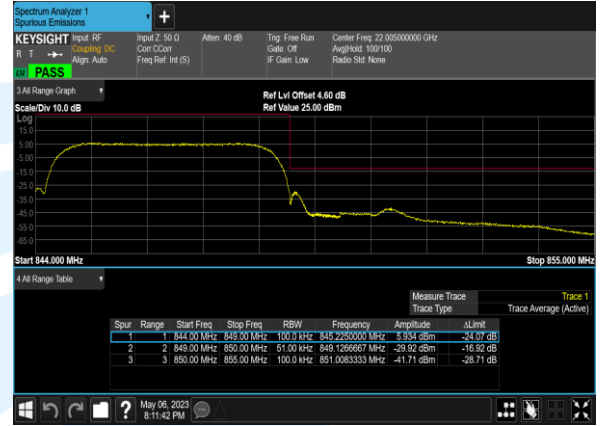 Spectrum Analyzer 1
Spurious Emissions
KEYSIGHT
R T
PASS
Input: RF
Coupling: DC
Align: Auto
Input Z: 50 Ω
Corr CCorr
Freq Ref: Int (S)
Atten: 40 dB
Trig: Free Run
Gate: Off
IF Gain: Low
Center Freq: 22.005000000 GHz
Avg|Hold: 100/100
Radio Std: None
3 All Range Graph
Scale/Div 10.0 dB
Ref Lvl Offset 4.60 dB
Ref Value 25.00 dBm
Log
15.0
5.00
-5.00
-15.0
-25.0
-35.0
-45.0
-55.0
-65.0
Start 844.000 MHz
Stop 855.000 MHz
4 All Range Table
Measure Trace Trace 1
Trace Type Trace Average (Active)
Spur Range Start Freq Stop Freq RBW Frequency Amplitude ΔLimit
1 1 844.00 MHz 849.00 MHz 100.0 kHz 845.2250000 MHz 5.934 dBm -24.07 dB
2 2 849.00 MHz 850.00 MHz 51.00 kHz 849.1266667 MHz -29.92 dBm -16.92 dB
3 3 850.00 MHz 855.00 MHz 100.0 kHz 851.0083333 MHz -41.71 dBm -28.71 dB
?
May 06, 2023
8:11:42 PM